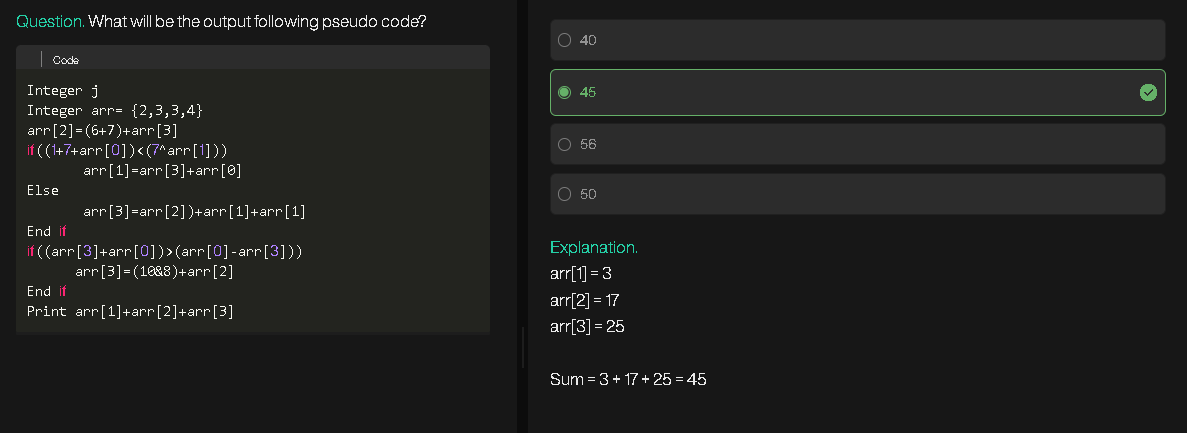 Question. What will be the output following pseudo code?
Code
Integer j
Integer arr= {2,3,3,4}
arr[2]=(6+7)+arr[3]
if((1+7+arr[0])<(7^arr[1]))
arr[1]=arr[3]+arr[0]
Else
arr[3]=arr[2])+arr[1]+arr[1]
End if
if((arr[3]+arr[0])>(arr[0]-arr[3]))
arr[3]=(10&8)+arr[2]
End if
Print arr[1]+arr[2]+arr[3]
40
45
56
50
Explanation.
arr[1] = 3
arr[2] = 17
arr[3] = 25
Sum = 3 + 17 + 25 = 45